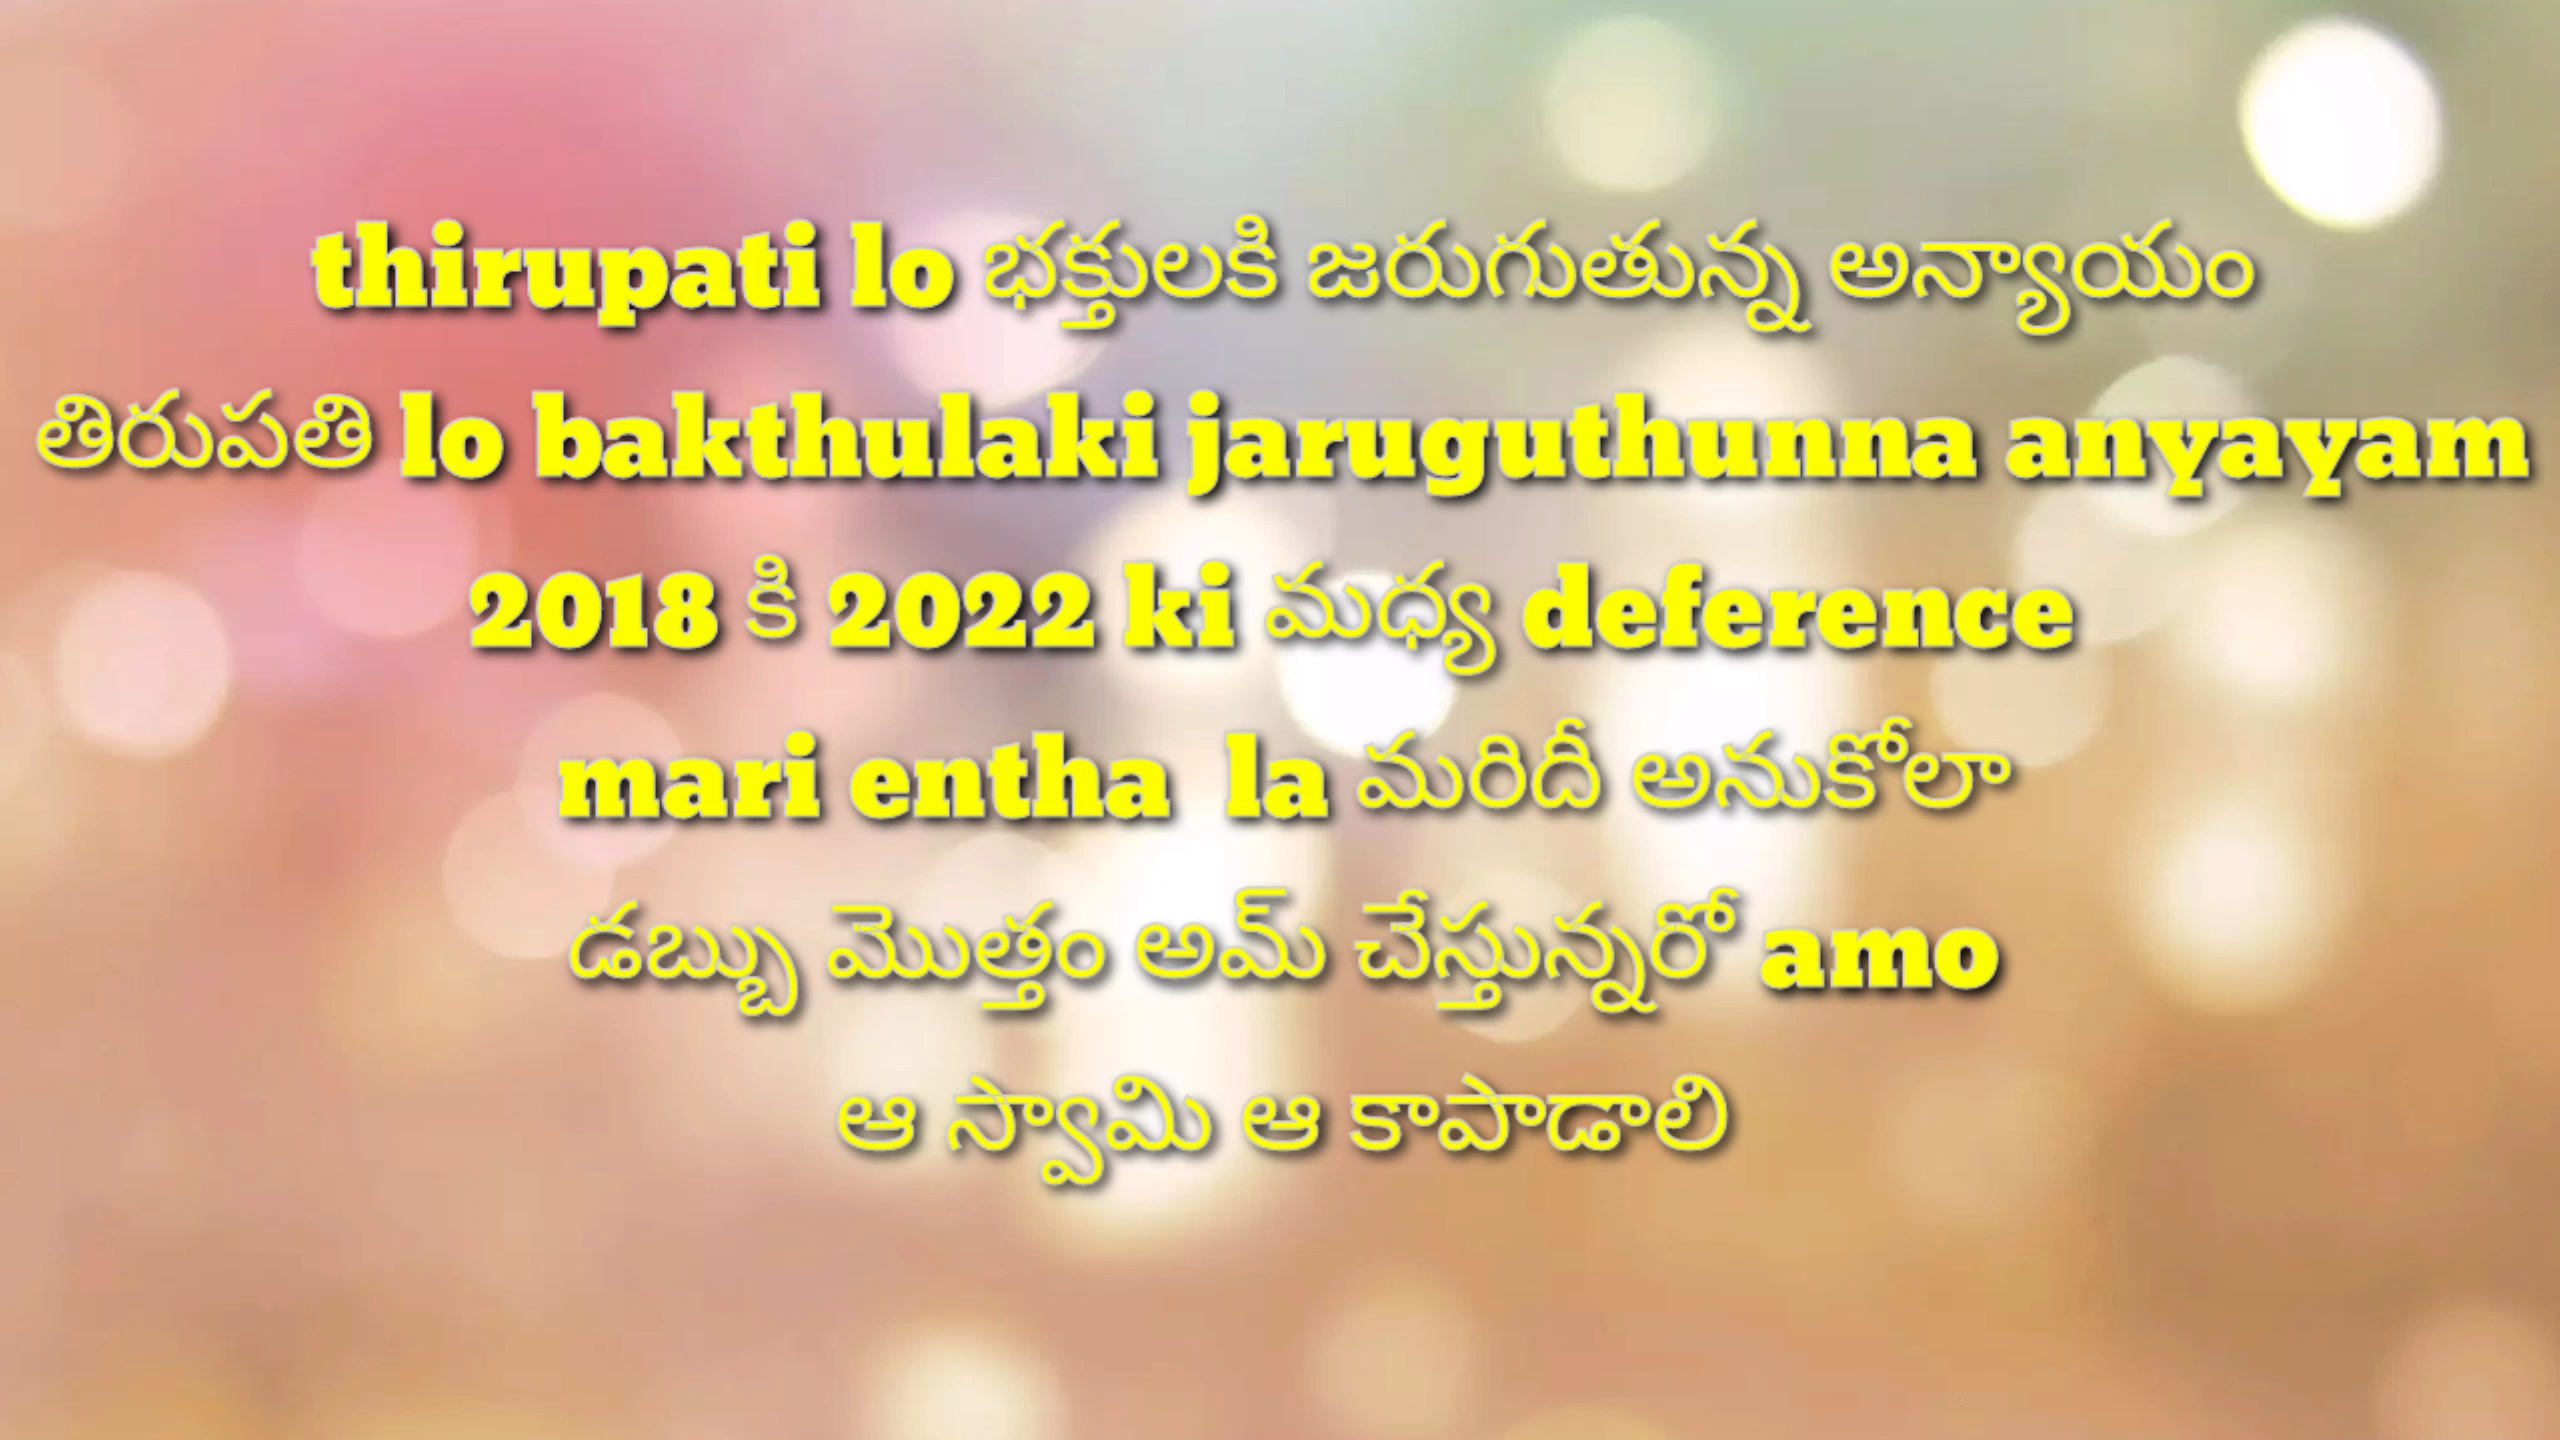 thirupati lo భక్తులకి జరుగుతున్న అన్యాయం
తిరుపతి lo bakthulaki jaruguthunna anyayam
2018 కి 2022 ki మధ్య deference
mari entha la మరిదీ అనుకోలా
డబ్బు మొత్తం అమ్ చేస్తున్నరో amo
ఆ స్వామి ఆ కాపాడాలి